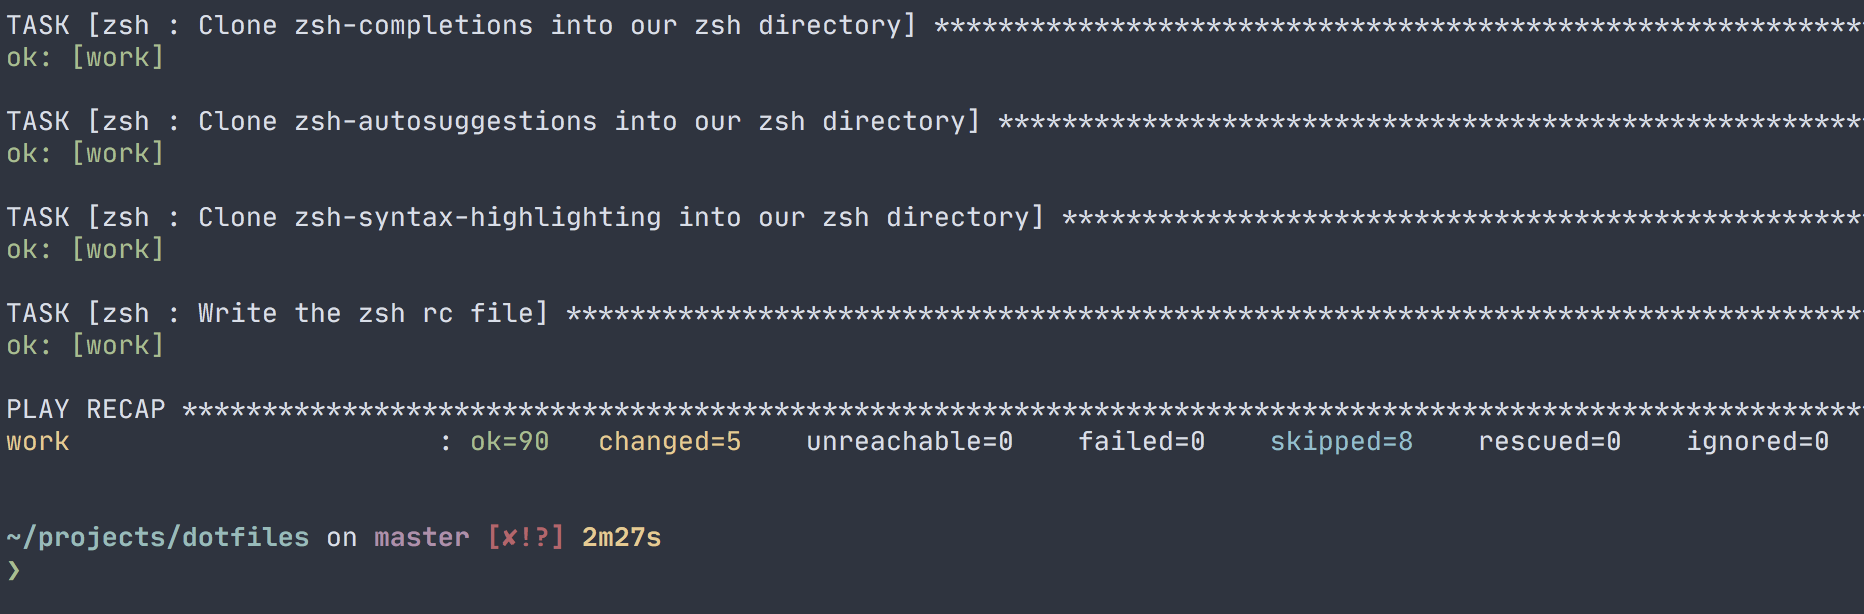 TASK [zsh : Clone zsh-completions into our zsh directory] **********************************************************
ok: [work]
TASK [zsh : Clone zsh-autosuggestions into our zsh directory] ******************************************************
ok: [work]
TASK [zsh : Clone zsh-syntax-highlighting into our zsh directory] **************************************************
ok: [work]
TASK [zsh : Write the zsh rc file] *********************************************************************************
ok: [work]
PLAY RECAP *********************************************************************************************************
work                       : ok=90   changed=5    unreachable=0    failed=0    skipped=8    rescued=0    ignored=0
~/projects/dotfiles on master [✘!?] 2m27s
❯